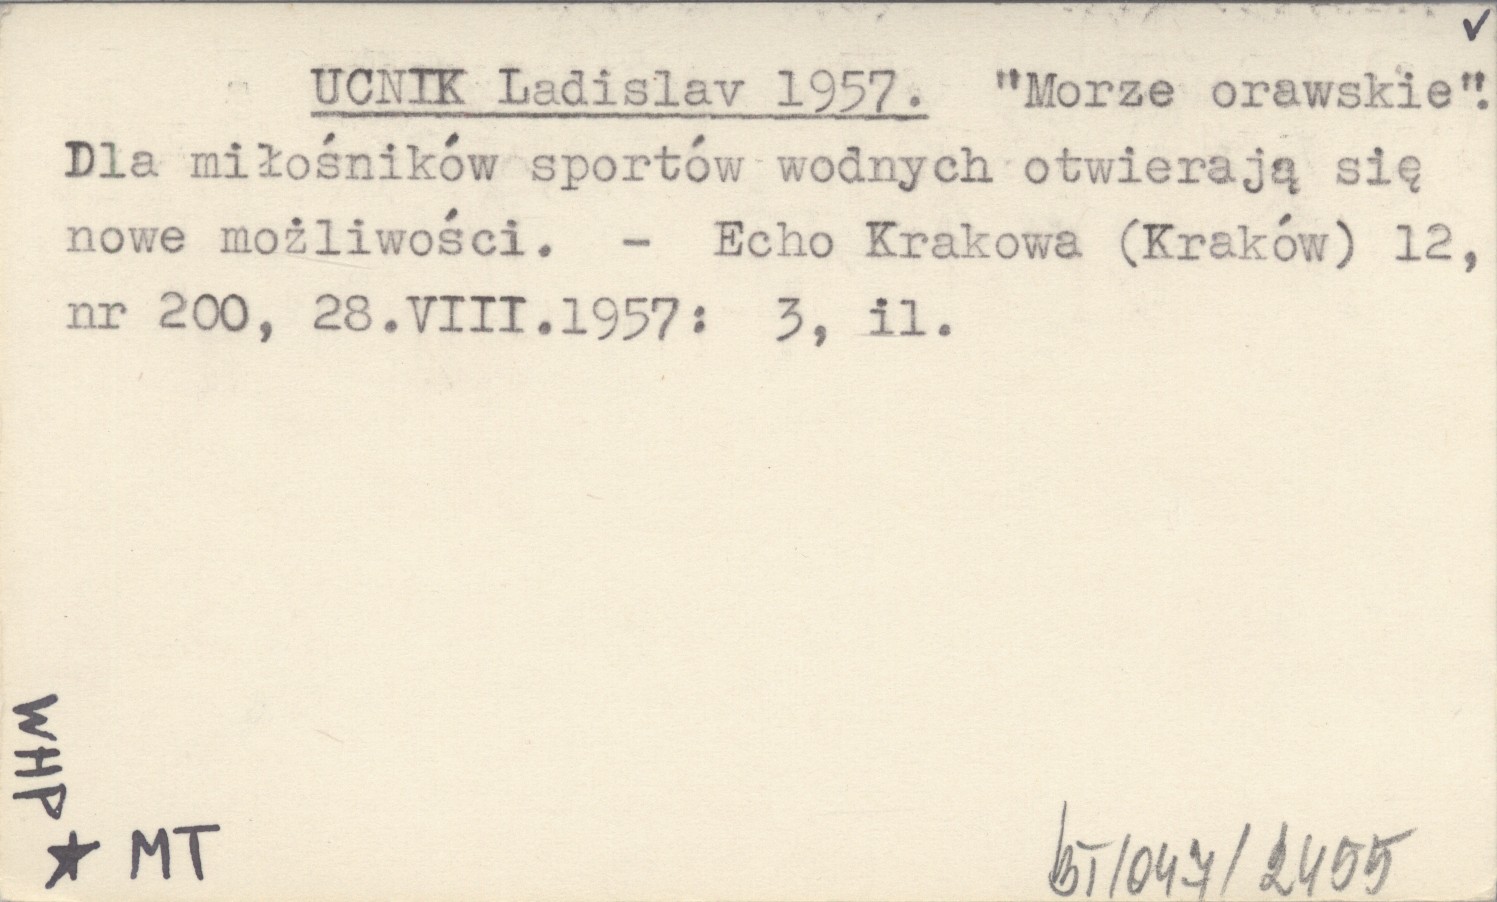 ✓
UCNIK Ladislav 1957. "Morze orawskie".
Dla miłośników sportów wodnych otwierają się
nowe możliwości. - Echo Krakowa (Kraków) 12,
nr 200, 28.VIII.1957: 3, il.
WHP
★ MT
BT/047/2455